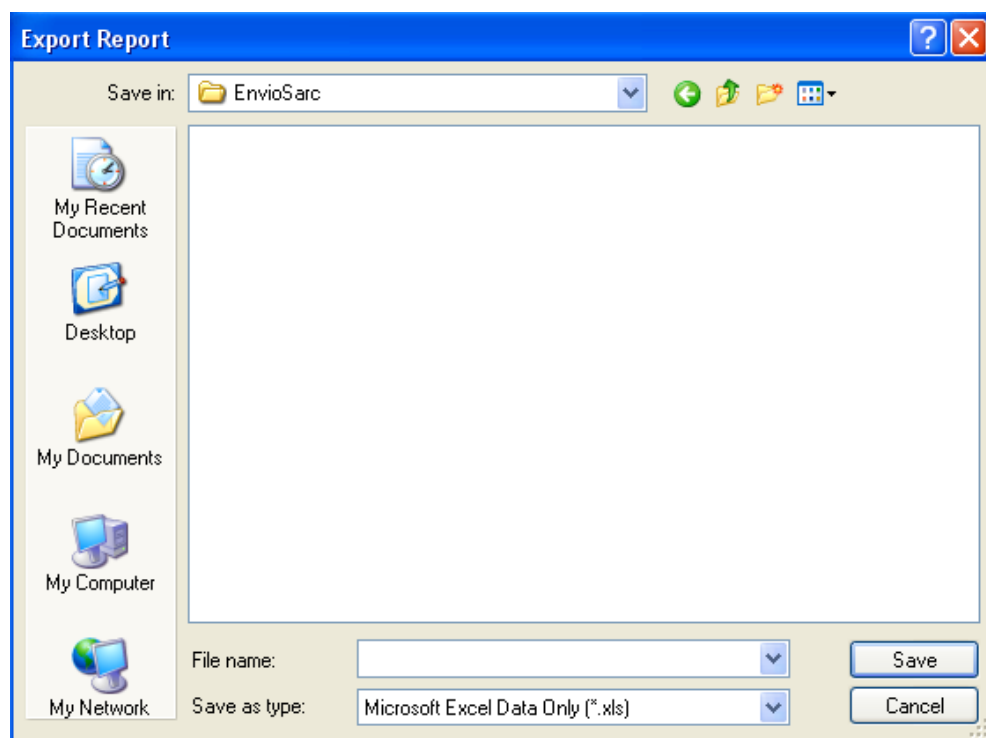 Export Report
Save in:
EnvioSarc
My Recent
Documents
Desktop
My Documents
My Computer
My Network
File name:
Save
Save as type:
Microsoft Excel Data Only (*.xls)
Cancel